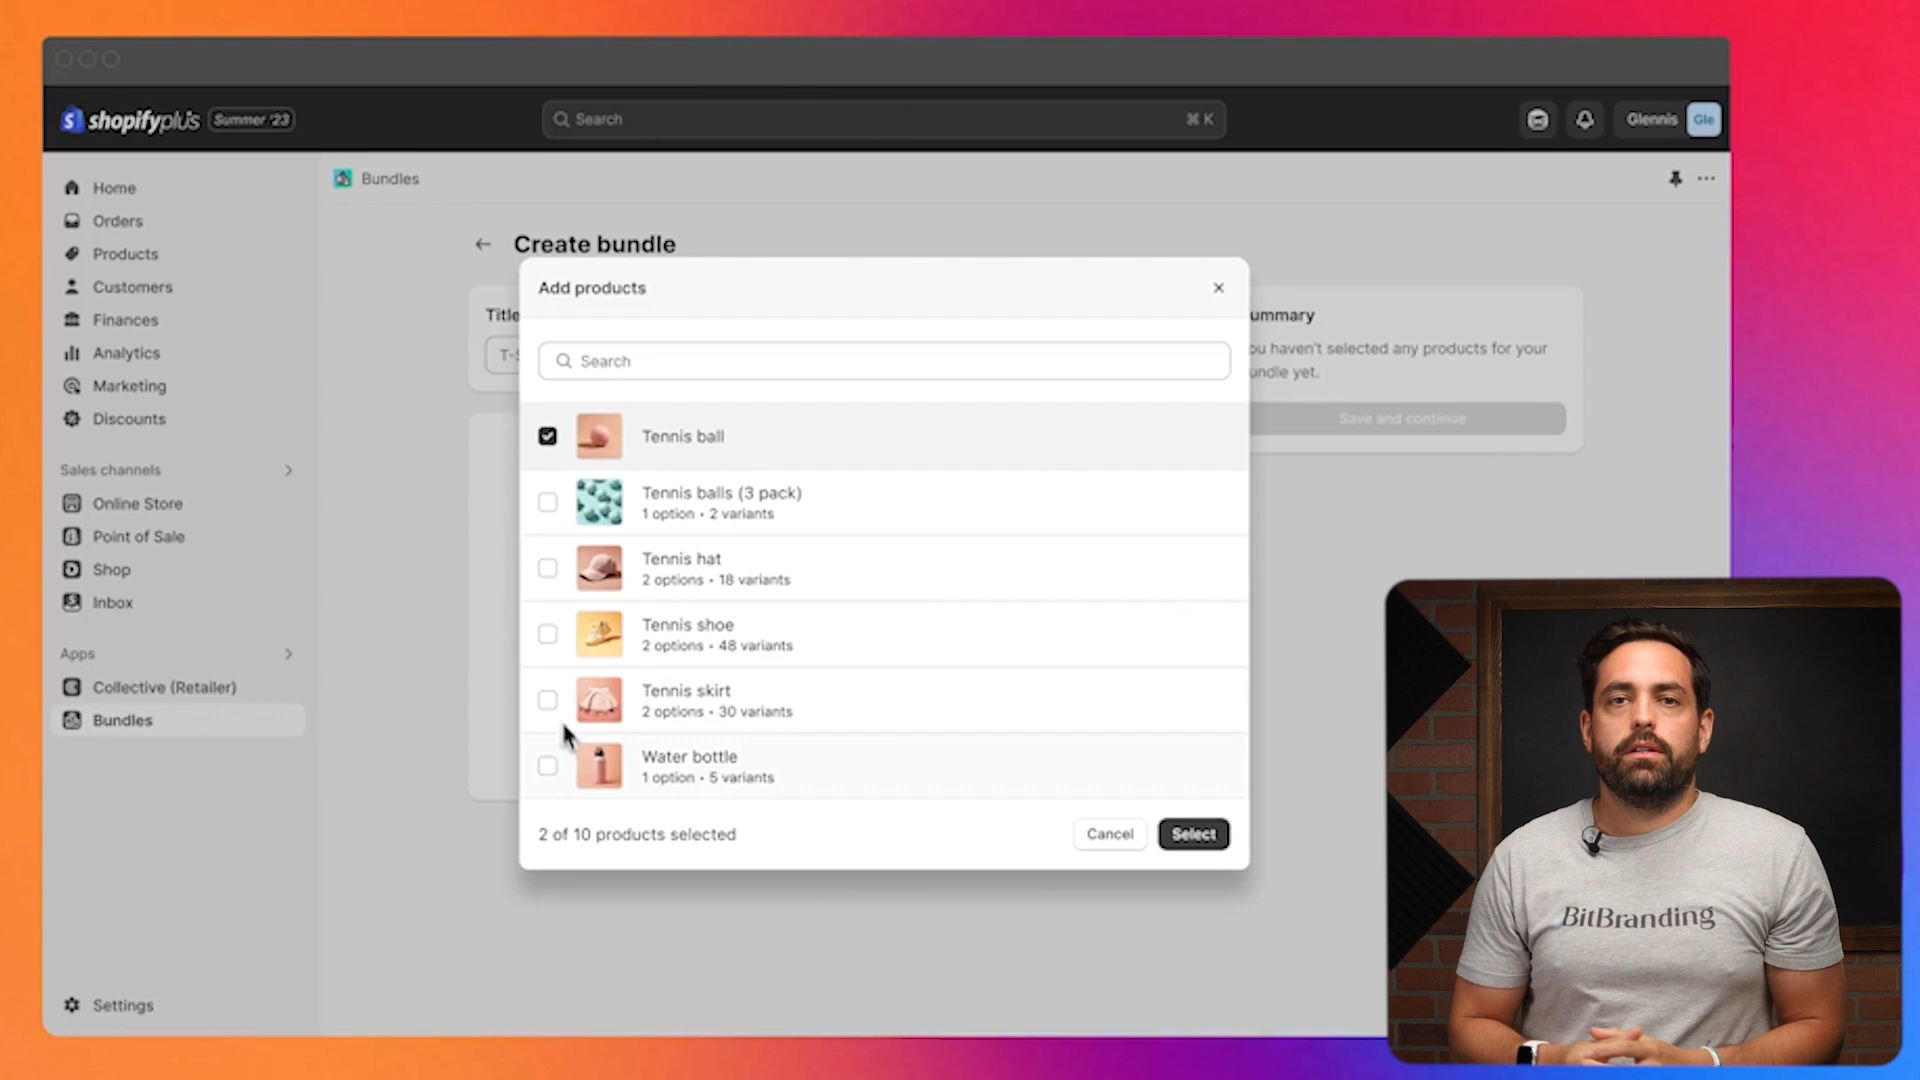 shopifyplus Summer '23
Search ⌘ K
Glennis Gle
Home
Orders
Products
Customers
Finances
Analytics
Marketing
Discounts
Sales channels
Online Store
Point of Sale
Shop
Inbox
Apps
Collective (Retailer)
Bundles
Settings
Bundles
Create bundle
Title
T-S
Add products
Search
Tennis ball
Tennis balls (3 pack)
1 option • 2 variants
Tennis hat
2 options • 18 variants
Tennis shoe
2 options • 48 variants
Tennis skirt
2 options • 30 variants
Water bottle
1 option • 5 variants
2 of 10 products selected
Cancel
Select
ummary
ou haven't selected any products for your
undle yet.
Save and continue
BitBranding